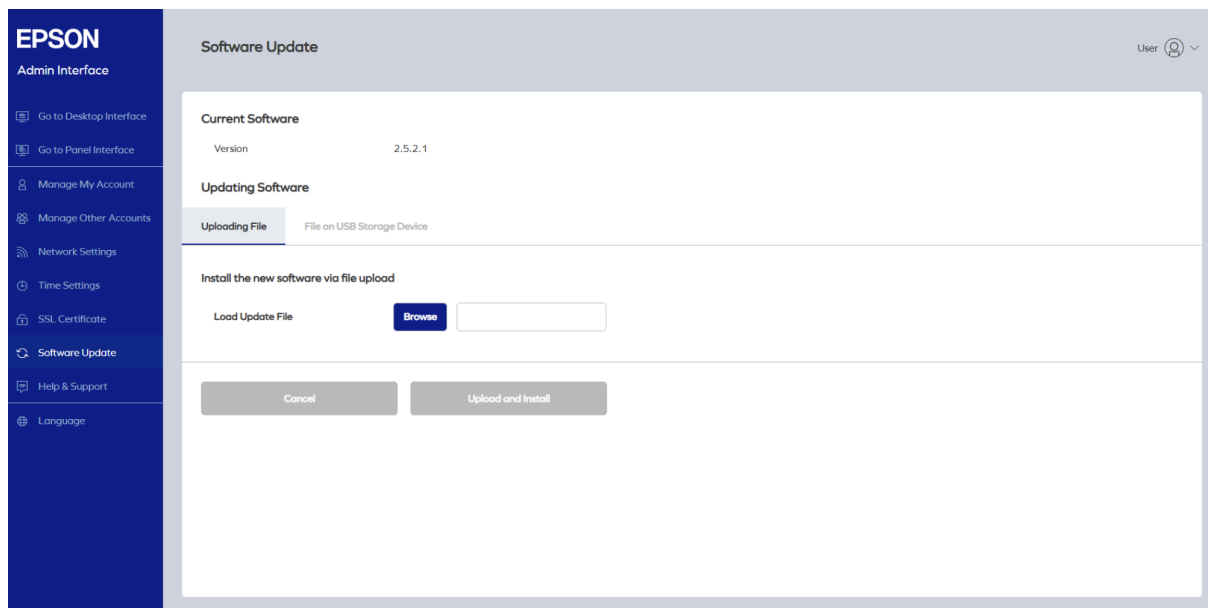 EPSON
Admin Interface
Go to Desktop Interface
Go to Panel Interface
Manage My Account
Manage Other Accounts
Network Settings
Time Settings
SSL Certificate
Software Update
Help & Support
Language
Software Update
User
Current Software
Version 2.5.2.1
Updating Software
Uploading File File on USB Storage Device
Install the new software via file upload
Load Update File Browse
Cancel Upload and Install